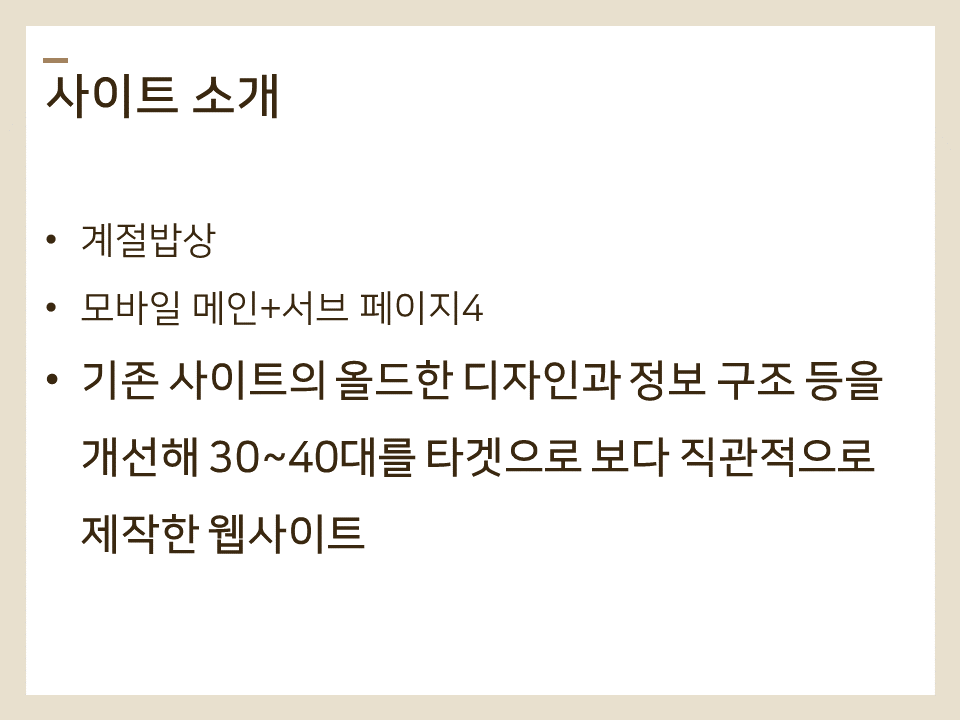 사이트 소개
• 계절밥상
• 모바일 메인+서브 페이지4
• 기존 사이트의 올드한 디자인과 정보 구조 등을
개선해 30~40대를 타겟으로 보다 직관적으로
제작한 웹사이트